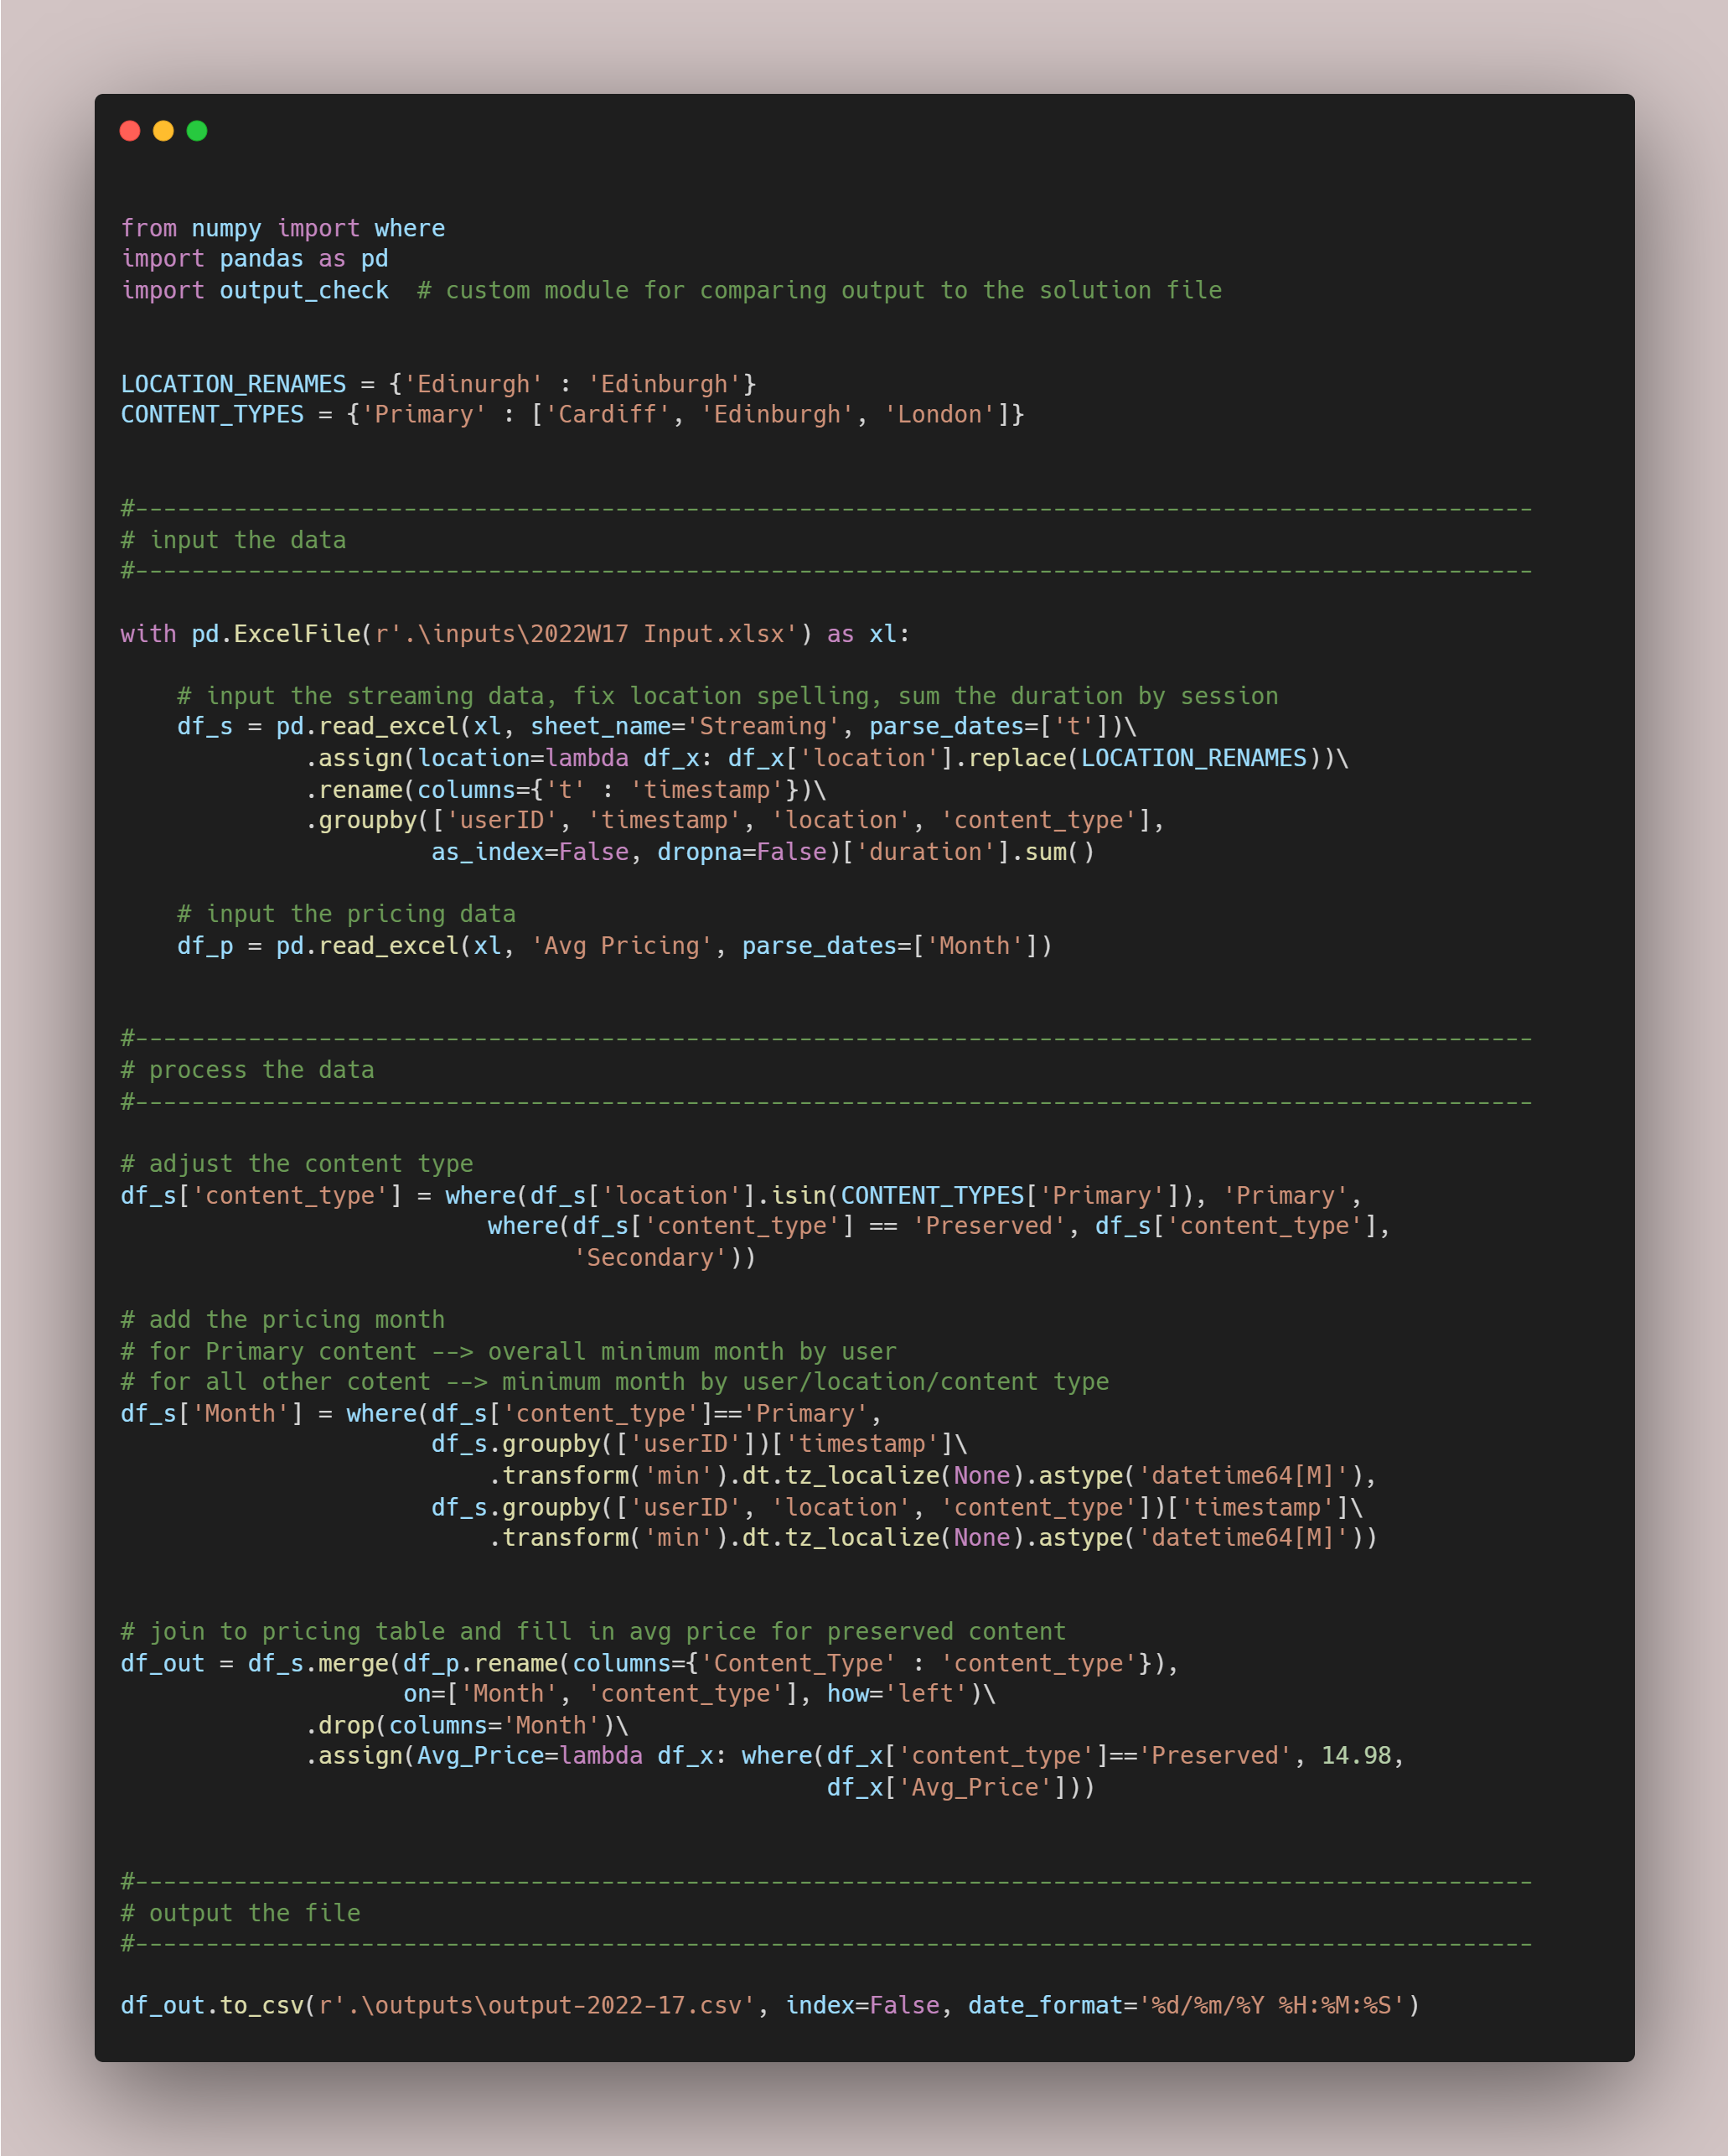 from numpy import where
import pandas as pd
import output_check  # custom module for comparing output to the solution file
LOCATION_RENAMES = {'Edinurgh' : 'Edinburgh'}
CONTENT_TYPES = {'Primary' : ['Cardiff', 'Edinburgh', 'London']}
#---------------------------------------------------------------------------------------------------
# input the data
#---------------------------------------------------------------------------------------------------
with pd.ExcelFile(r'.\inputs\2022W17 Input.xlsx') as xl:
    # input the streaming data, fix location spelling, sum the duration by session
    df_s = pd.read_excel(xl, sheet_name='Streaming', parse_dates=['t'])\
             .assign(location=lambda df_x: df_x['location'].replace(LOCATION_RENAMES))\
             .rename(columns={'t' : 'timestamp'})\
             .groupby(['userID', 'timestamp', 'location', 'content_type'],
                      as_index=False, dropna=False)['duration'].sum()
    # input the pricing data
    df_p = pd.read_excel(xl, 'Avg Pricing', parse_dates=['Month'])
#---------------------------------------------------------------------------------------------------
# process the data
#---------------------------------------------------------------------------------------------------
# adjust the content type
df_s['content_type'] = where(df_s['location'].isin(CONTENT_TYPES['Primary']), 'Primary',
                          where(df_s['content_type'] == 'Preserved', df_s['content_type'],
                                'Secondary'))
# add the pricing month
# for Primary content --> overall minimum month by user
# for all other cotent --> minimum month by user/location/content type
df_s['Month'] = where(df_s['content_type']=='Primary',
                      df_s.groupby(['userID'])['timestamp']\
                          .transform('min').dt.tz_localize(None).astype('datetime64[M]'),
                      df_s.groupby(['userID', 'location', 'content_type'])['timestamp']\
                          .transform('min').dt.tz_localize(None).astype('datetime64[M]'))
# join to pricing table and fill in avg price for preserved content
df_out = df_s.merge(df_p.rename(columns={'Content_Type' : 'content_type'}),
                    on=['Month', 'content_type'], how='left')\
             .drop(columns='Month')\
             .assign(Avg_Price=lambda df_x: where(df_x['content_type']=='Preserved', 14.98,
                                                  df_x['Avg_Price']))
#---------------------------------------------------------------------------------------------------
# output the file
#---------------------------------------------------------------------------------------------------
df_out.to_csv(r'.\outputs\output-2022-17.csv', index=False, date_format='%d/%m/%Y %H:%M:%S')